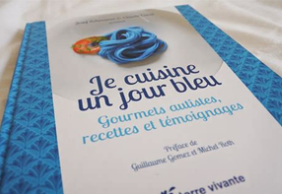 Je cuisine
un jour bleu
Gourmets autistes,
recettes et témoignages
Préface de
Guillaume Gomez et Michel Roth
terre vivante